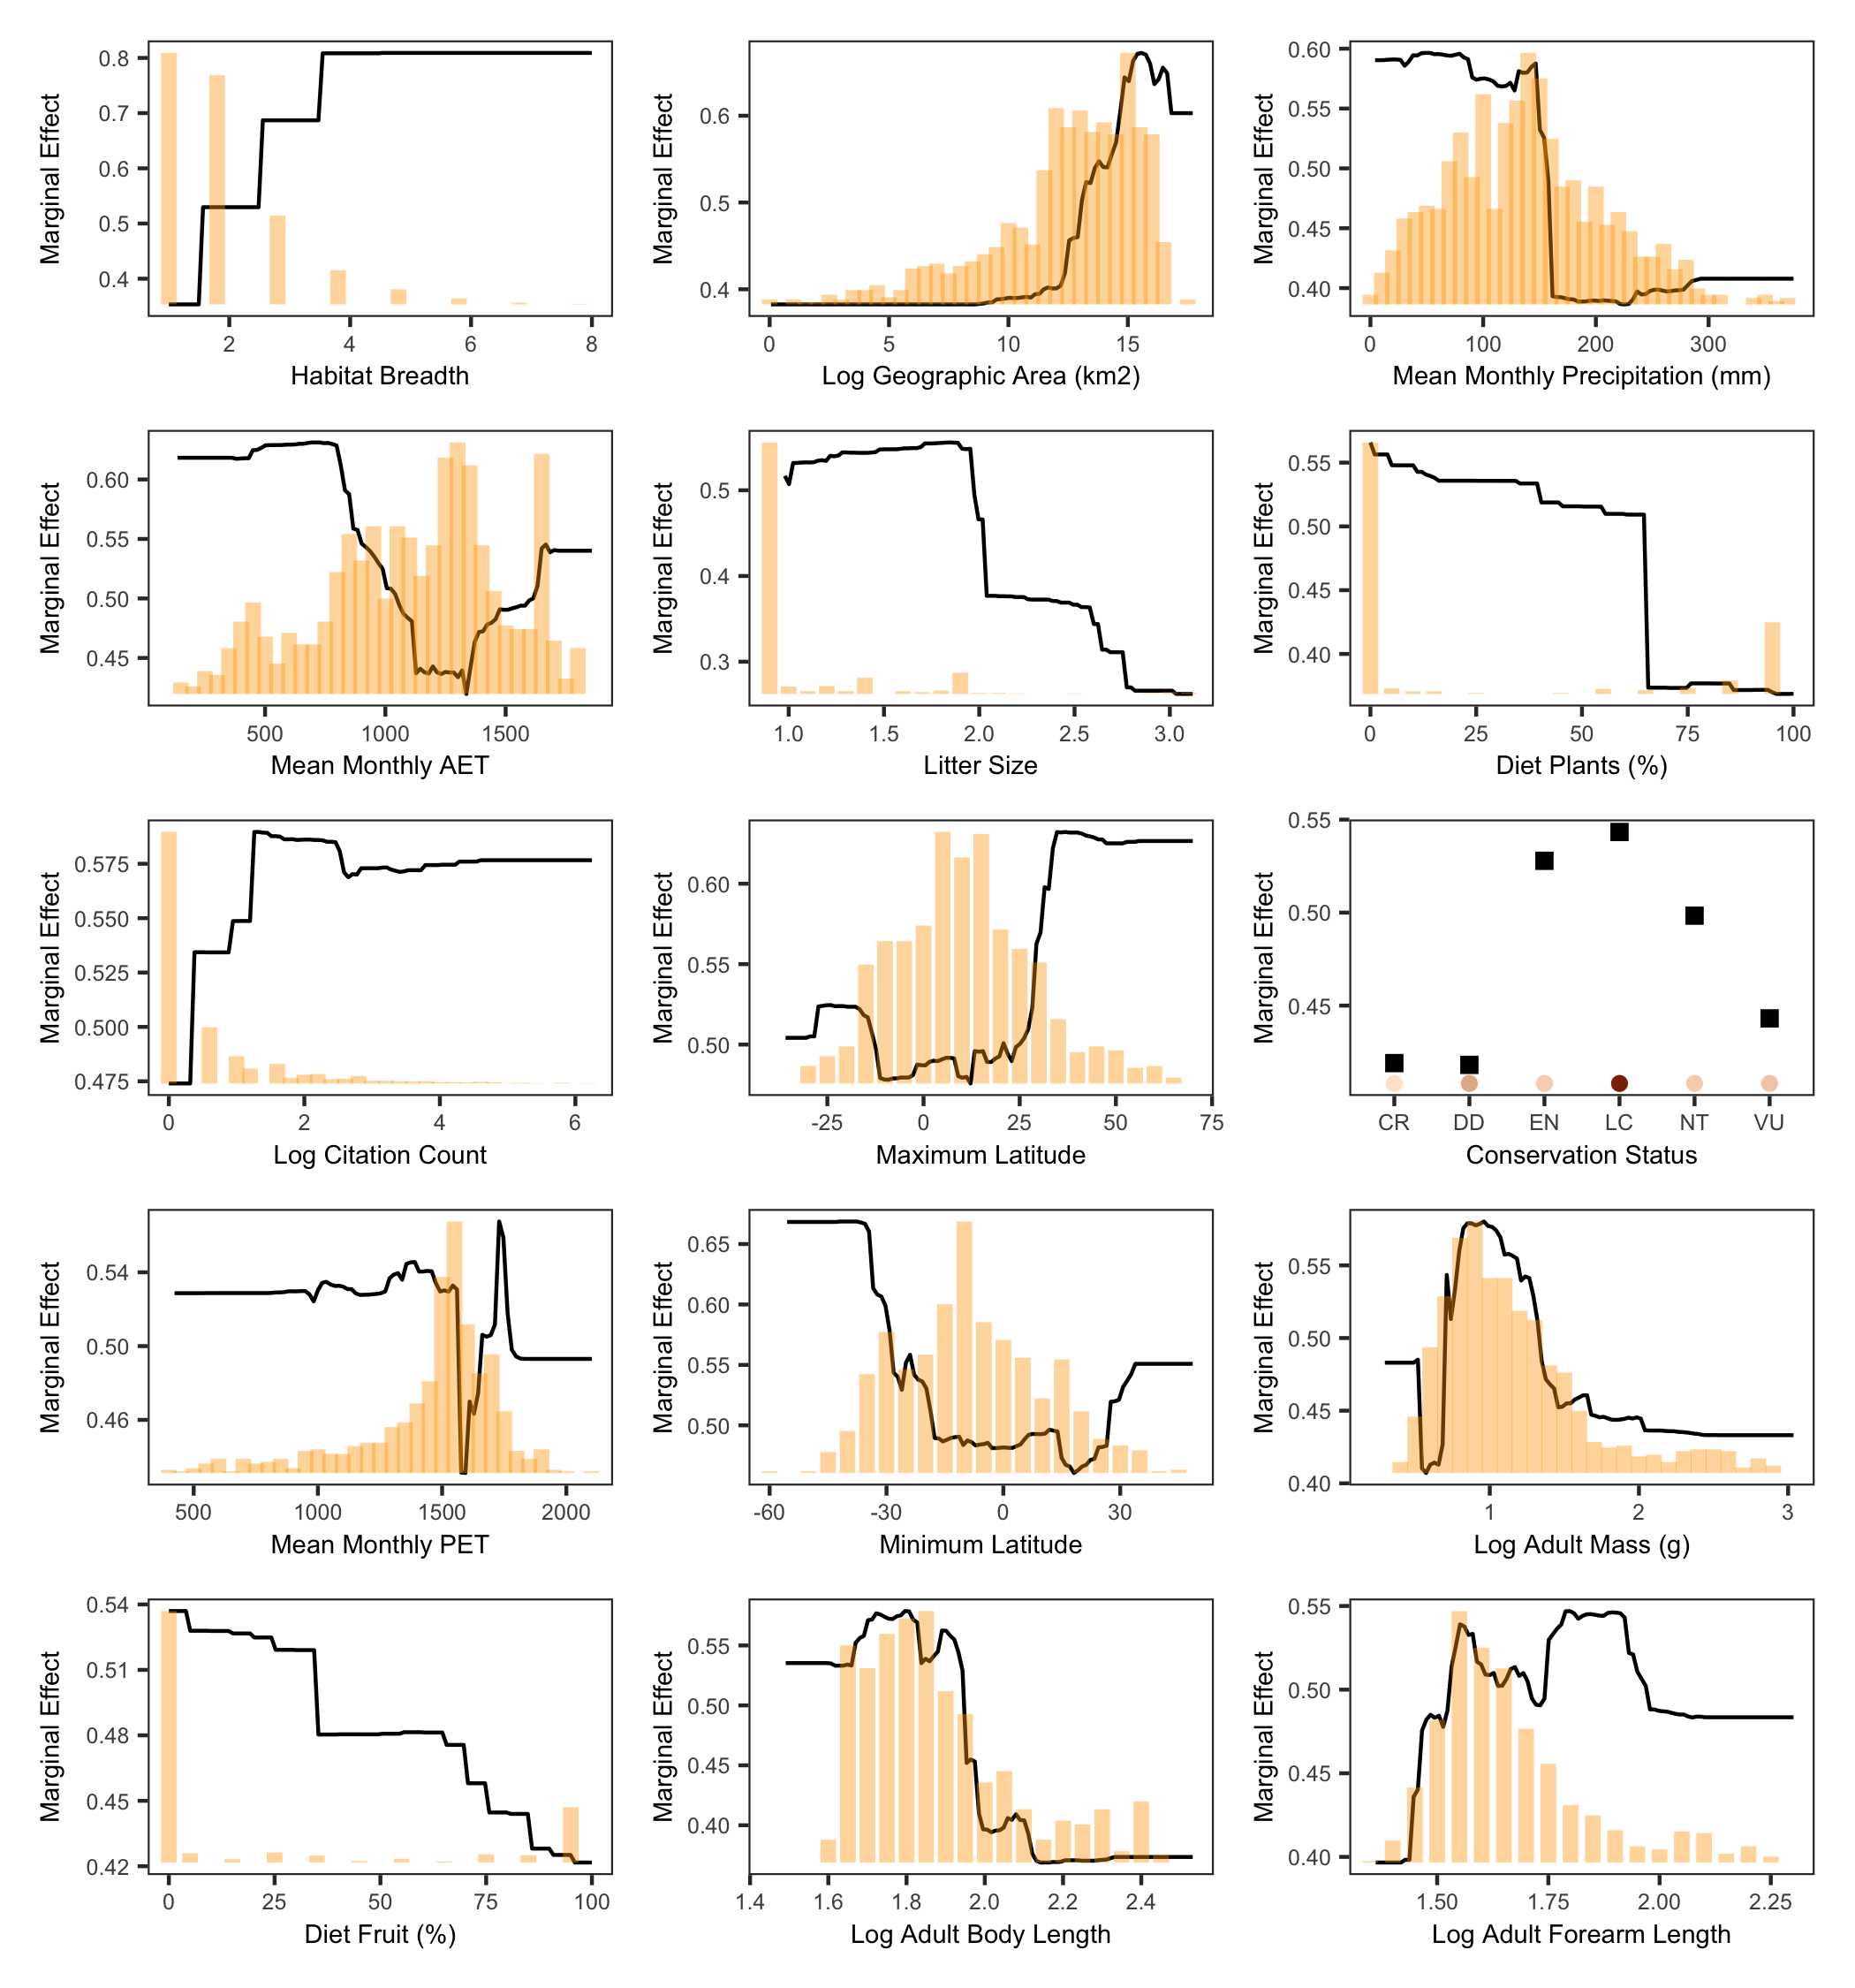 Marginal Effect
0.8
0.7
0.6
0.5
0.4
2 4 6 8
Habitat Breadth
Marginal Effect
0.6
0.5
0.4
0 5 10 15
Log Geographic Area (km2)
Marginal Effect
0.60
0.55
0.50
0.45
0.40
0 100 200 300
Mean Monthly Precipitation (mm)
Marginal Effect
0.60
0.55
0.50
0.45
500 1000 1500
Mean Monthly AET
Marginal Effect
0.5
0.4
0.3
1.0 1.5 2.0 2.5 3.0
Litter Size
Marginal Effect
0.55
0.50
0.45
0.40
0 25 50 75 100
Diet Plants (%)
Marginal Effect
0.575
0.550
0.525
0.500
0.475
0 2 4 6
Log Citation Count
Marginal Effect
0.60
0.55
0.50
-25 0 25 50 75
Maximum Latitude
Marginal Effect
0.55
0.50
0.45
CR DD EN LC NT VU
Conservation Status
Marginal Effect
0.54
0.50
0.46
500 1000 1500 2000
Mean Monthly PET
Marginal Effect
0.65
0.60
0.55
0.50
-60 -30 0 30
Minimum Latitude
Marginal Effect
0.55
0.50
0.45
0.40
1 2 3
Log Adult Mass (g)
Marginal Effect
0.54
0.51
0.48
0.45
0.42
0 25 50 75 100
Diet Fruit (%)
Marginal Effect
0.55
0.50
0.45
0.40
1.4 1.6 1.8 2.0 2.2 2.4
Log Adult Body Length
Marginal Effect
0.55
0.50
0.45
0.40
1.50 1.75 2.00 2.25
Log Adult Forearm Length